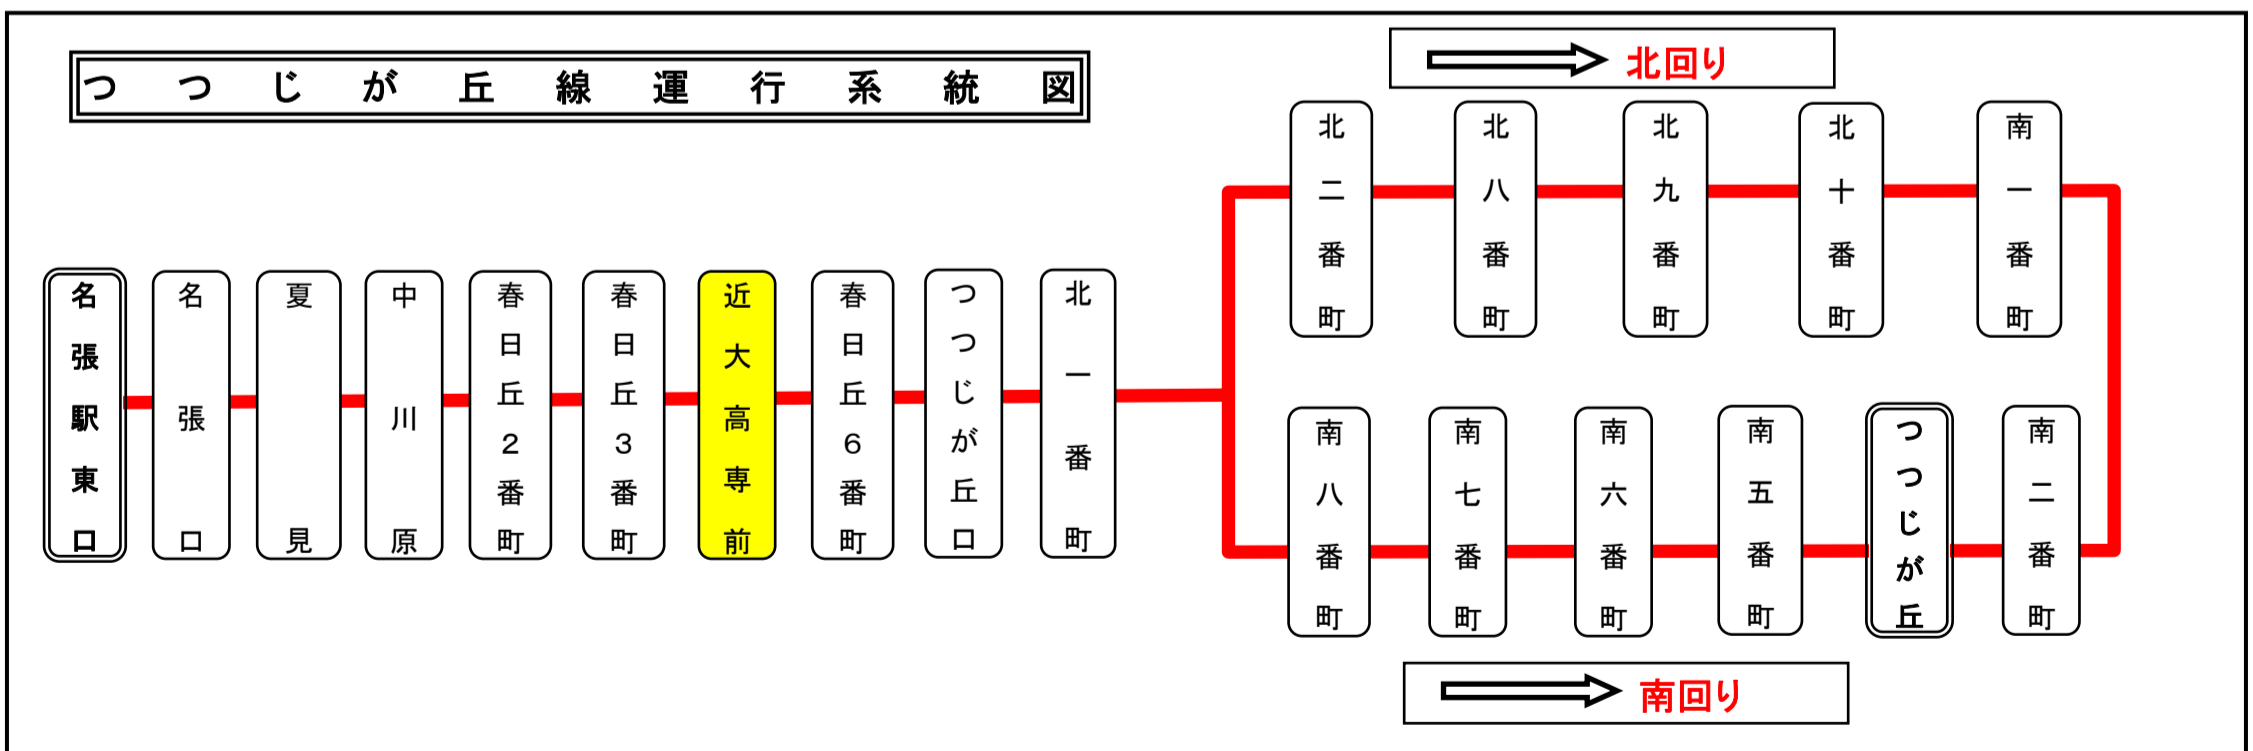 つつじが丘線運行系統図
北回り
北二番町
北八番町
北九番町
北十番町
南一番町
名張駅東口
名張口
夏見
中川原
春日丘2番町
春日丘3番町
近大高専前
春日丘6番町
つつじが丘口
北一番町
南八番町
南七番町
南六番町
南五番町
つつじが丘
南二番町
南回り